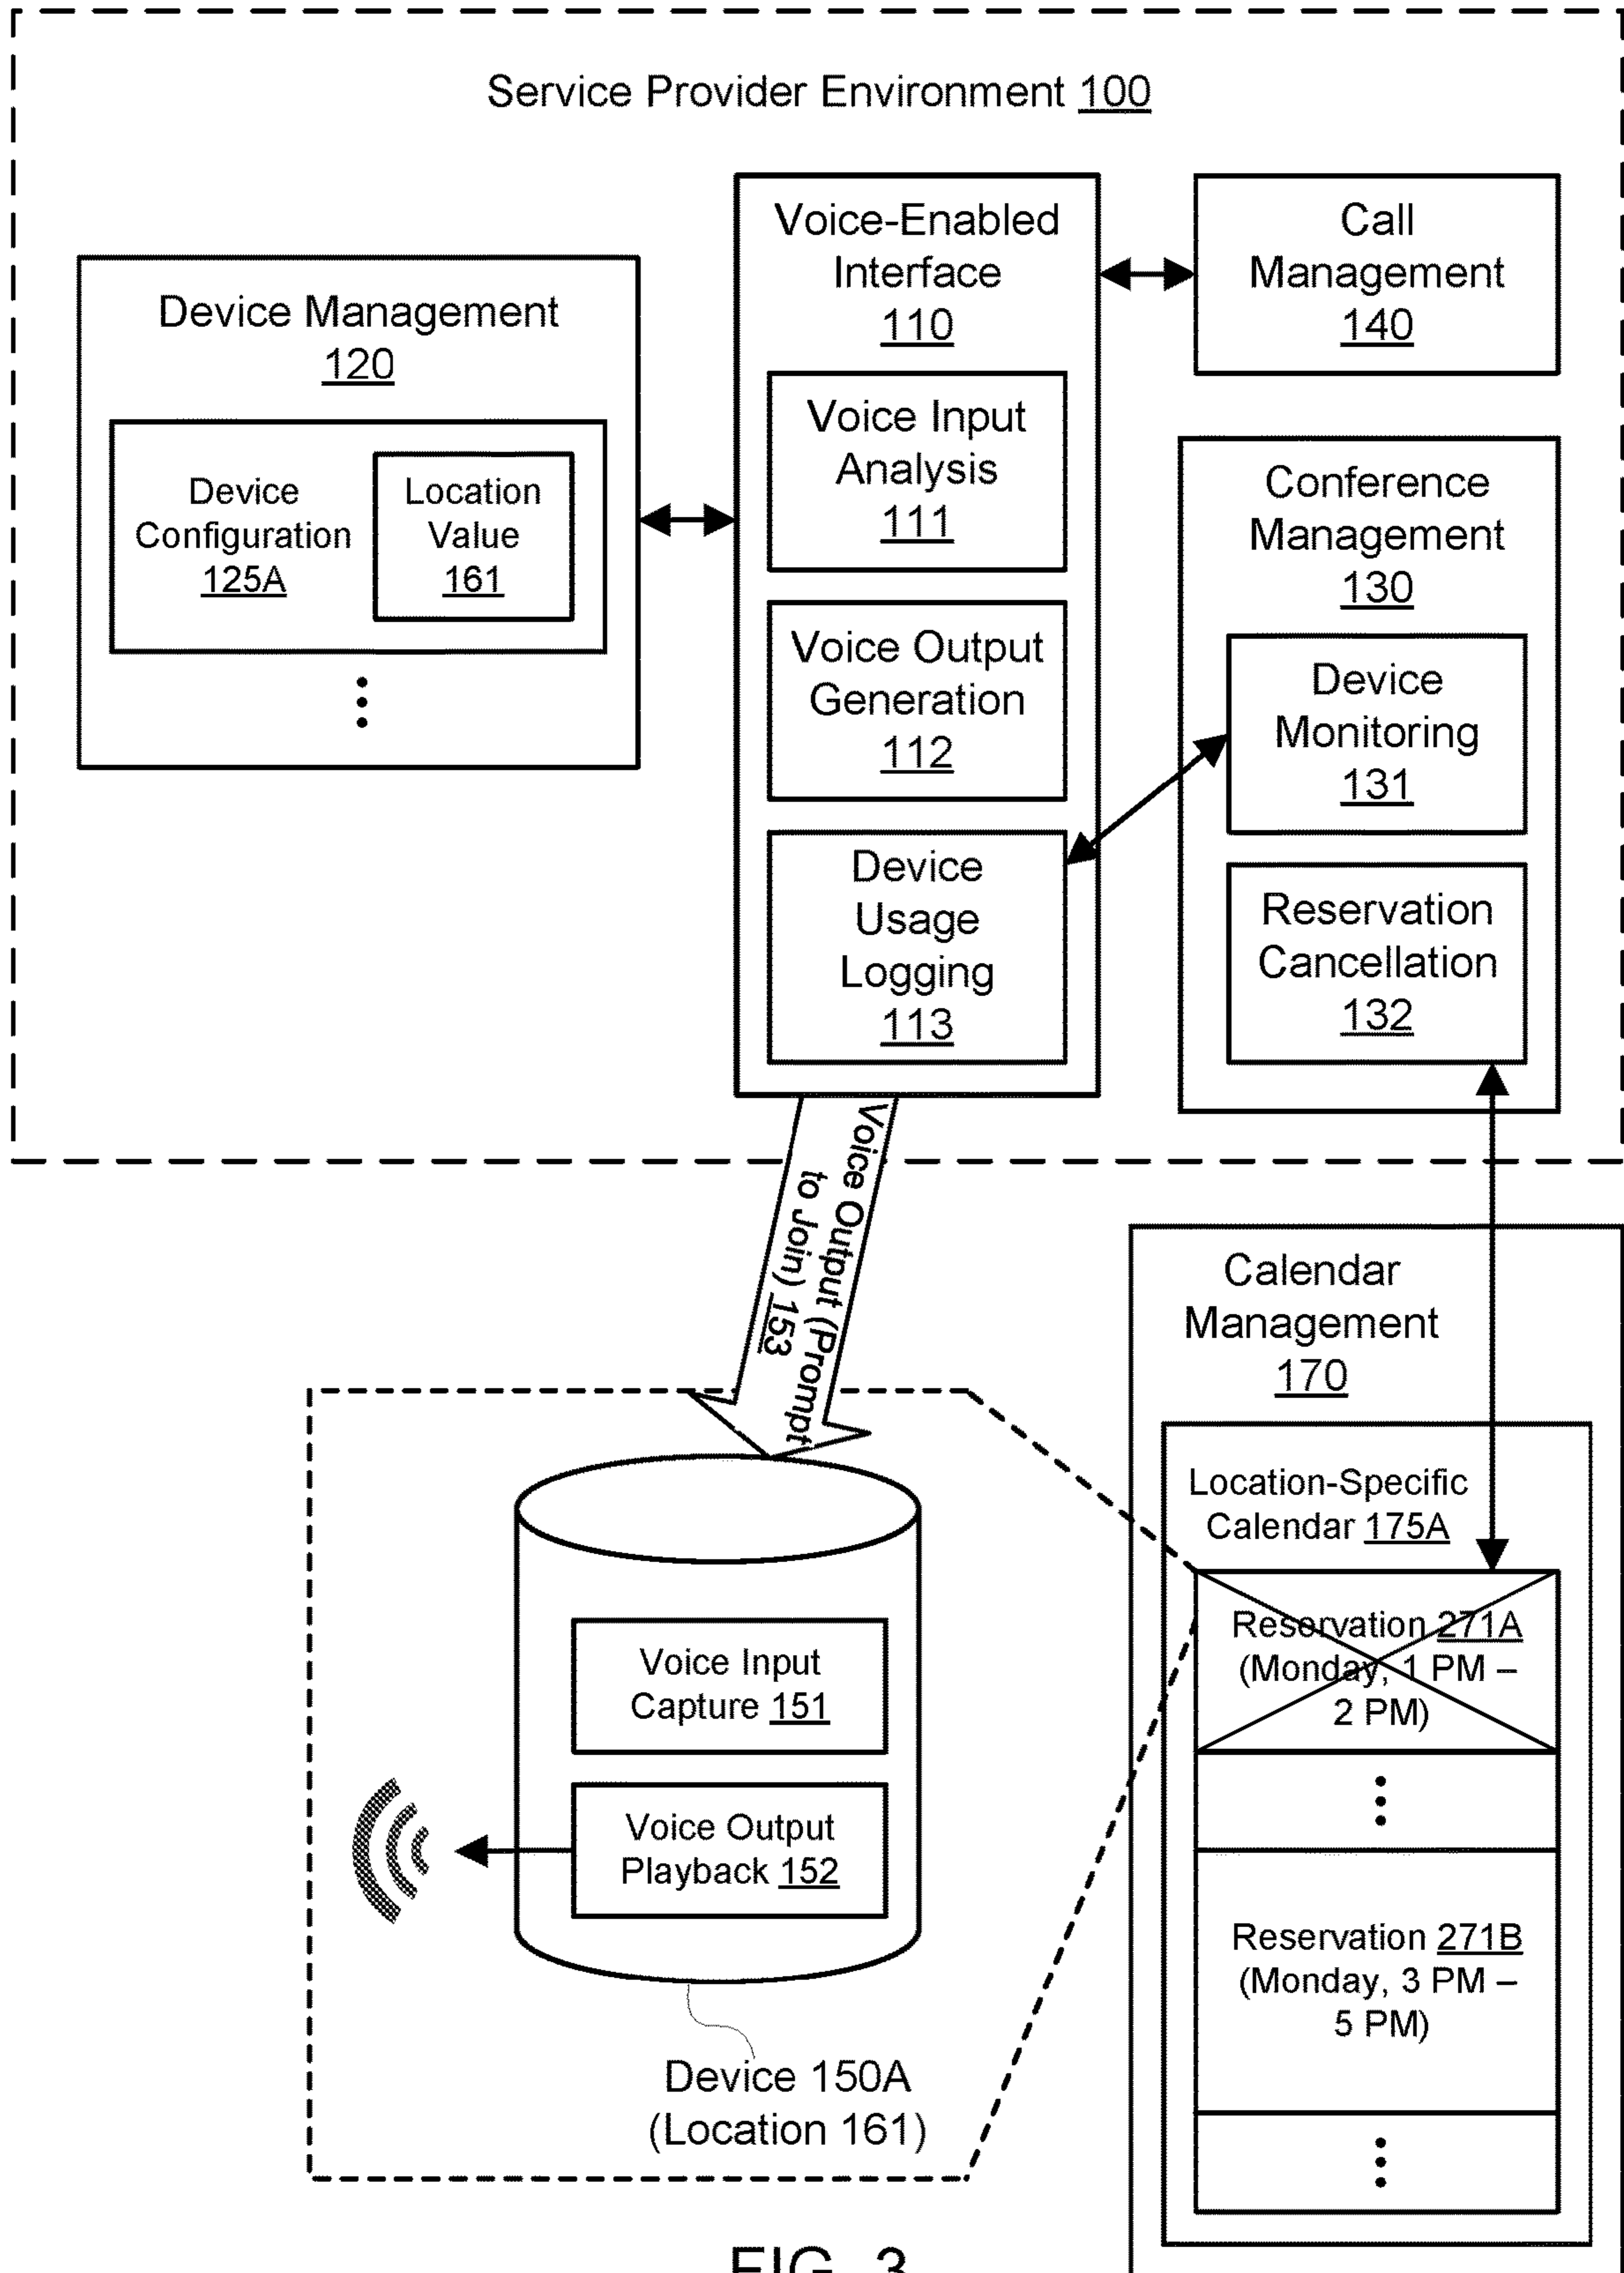 Service Provider Environment 100
Device Management
120
Device
Configuration
125A
Location
Value
161
Voice-Enabled
Interface
110
Voice Input
Analysis
111
Voice Output
Generation
112
Device
Usage
Logging
113
Call
Management
140
Conference
Management
130
Device
Monitoring
131
Reservation
Cancellation
132
Voice Output (Prompt
to Join) 153
Calendar
Management
170
Location-Specific
Calendar 175A
Reservation 271A
(Monday, 1 PM –
2 PM)
Reservation 271B
(Monday, 3 PM –
5 PM)
Voice Input
Capture 151
Voice Output
Playback 152
Device 150A
(Location 161)
FIG. 3